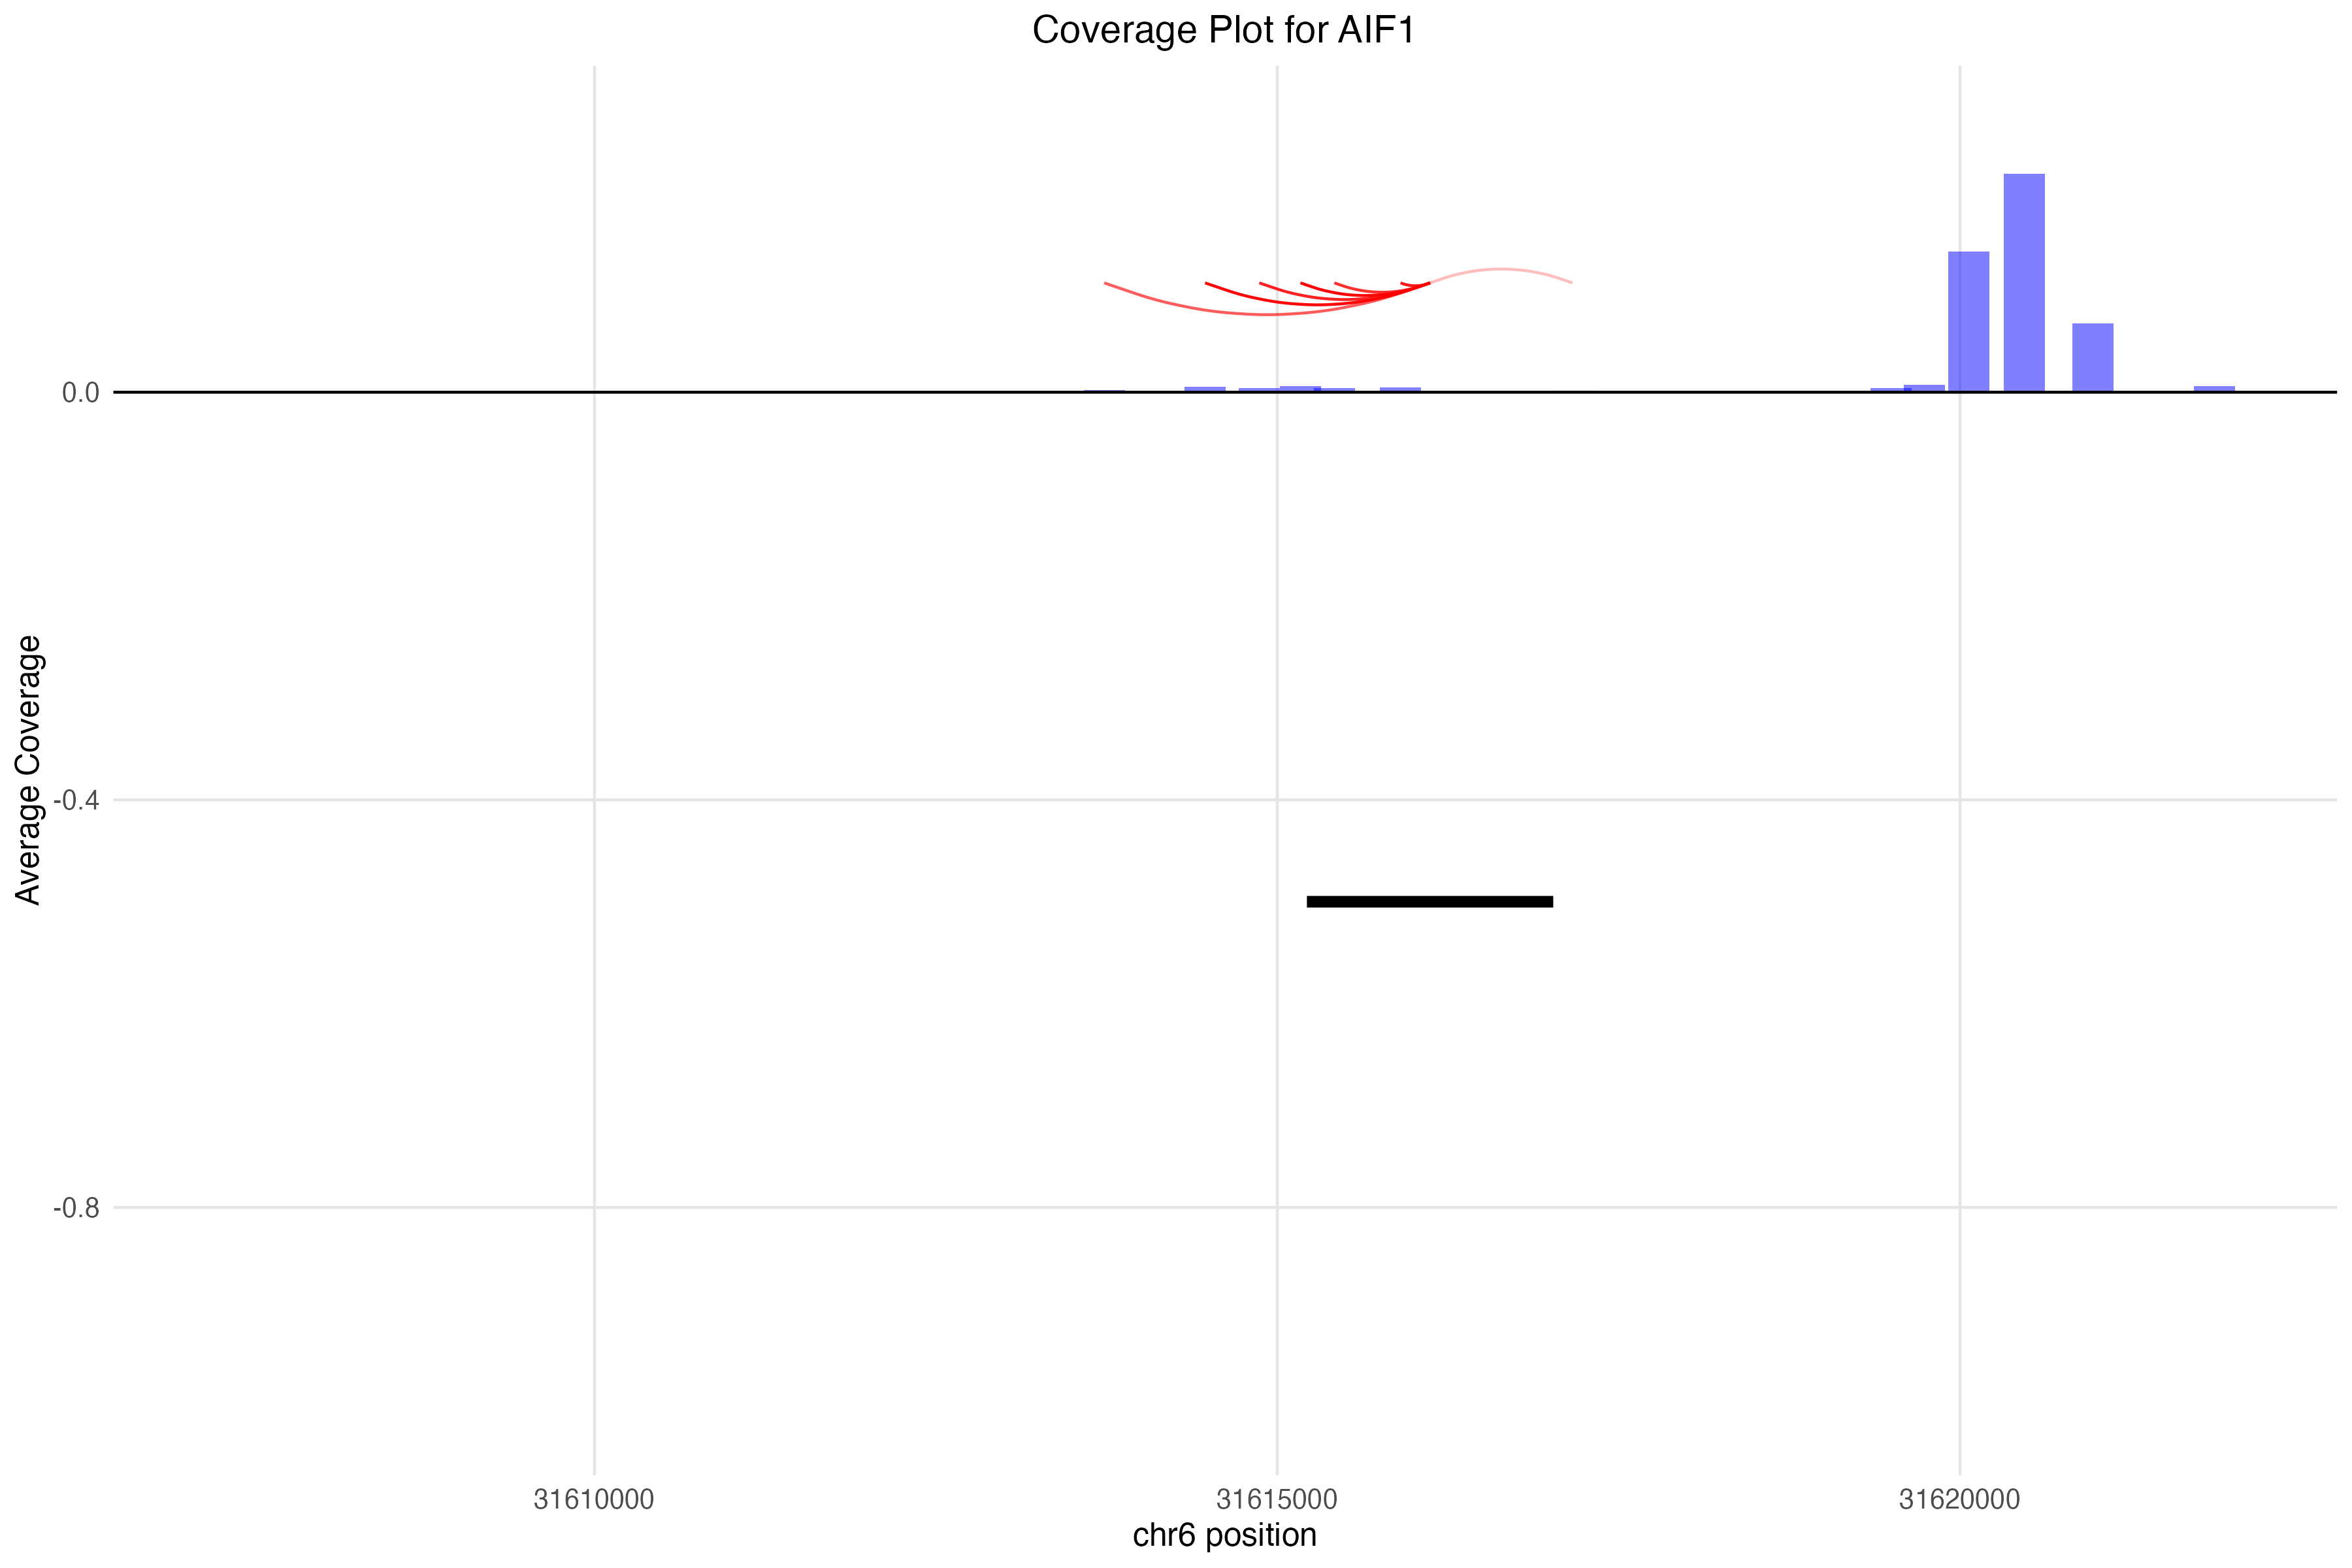 Coverage Plot for AIF1
Average Coverage
0.0
-0.4
-0.8
31610000
31615000
31620000
chr6 position